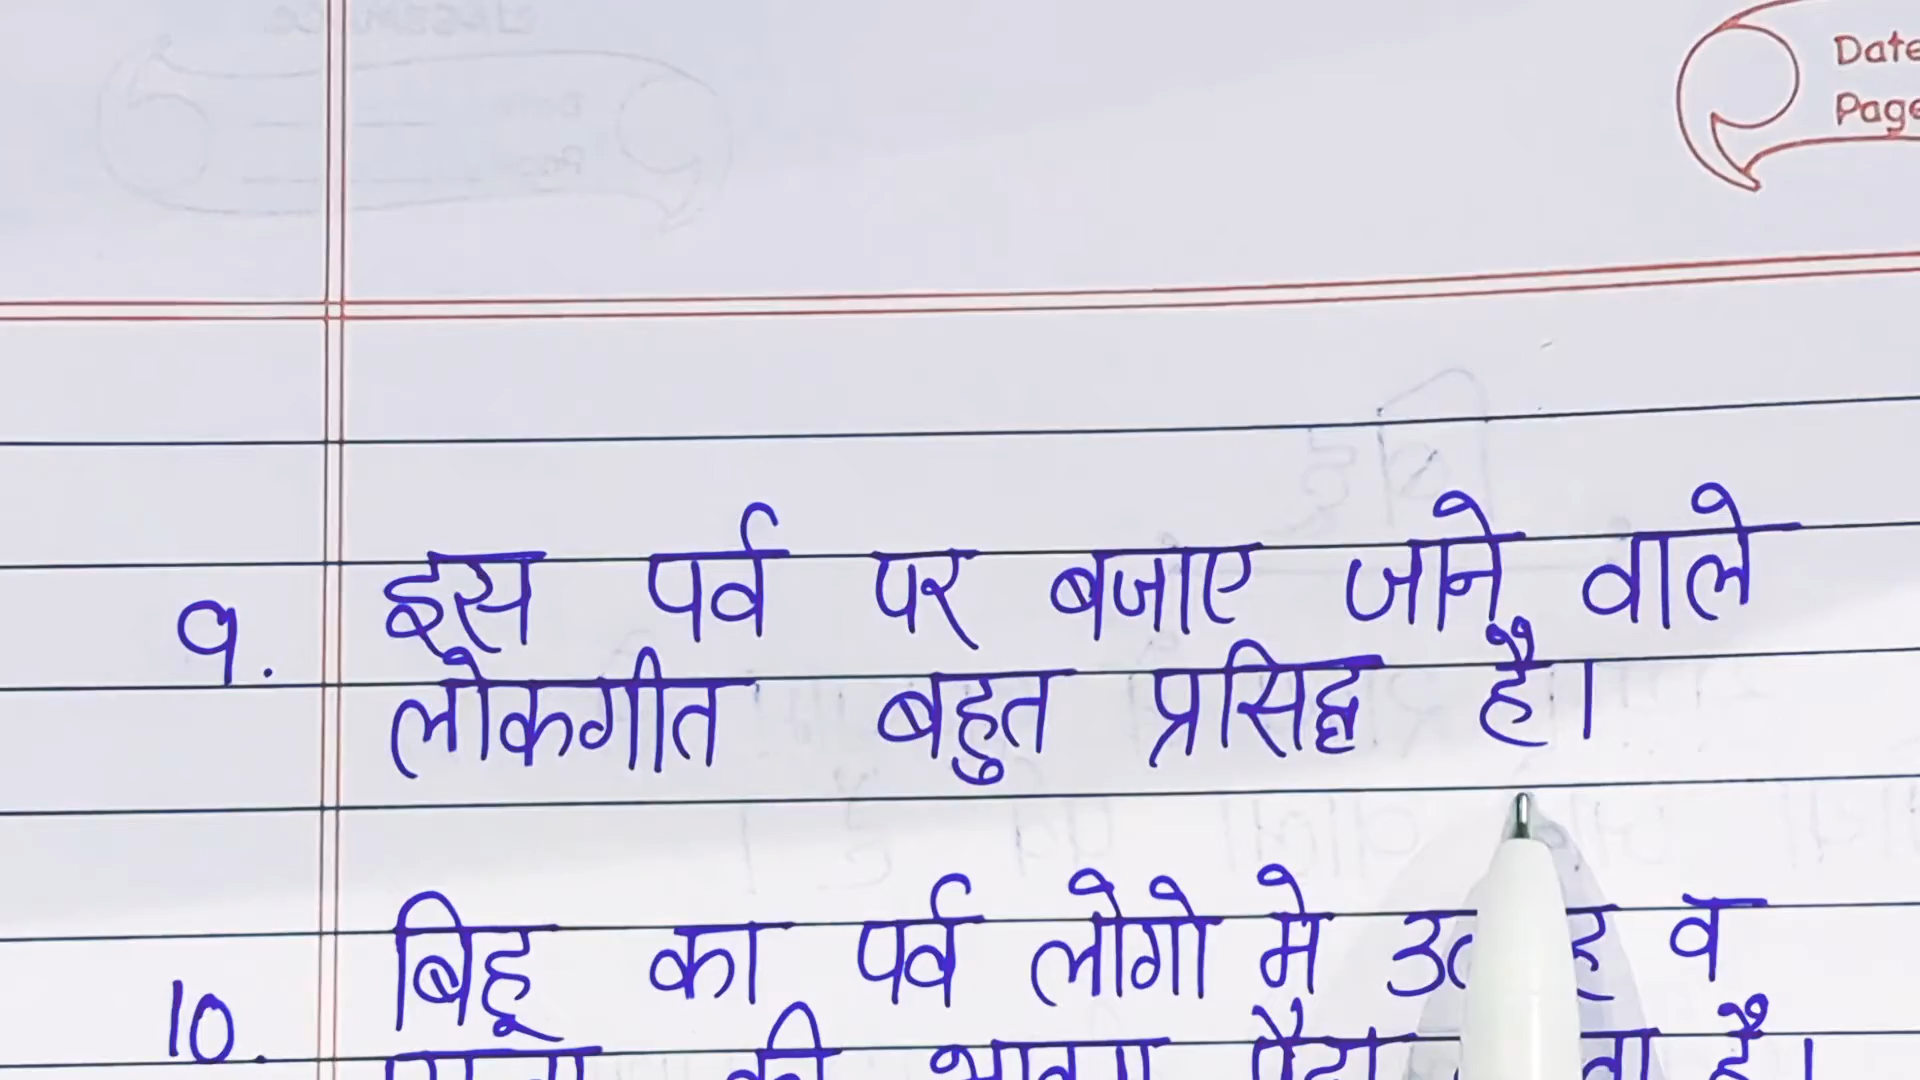 Date
Page
9. इस पर्व पर बजाए जाने वाले
लोकगीत बहुत प्रसिद्ध है।
10. बिहू का पर्व लोगो मे व
की है।